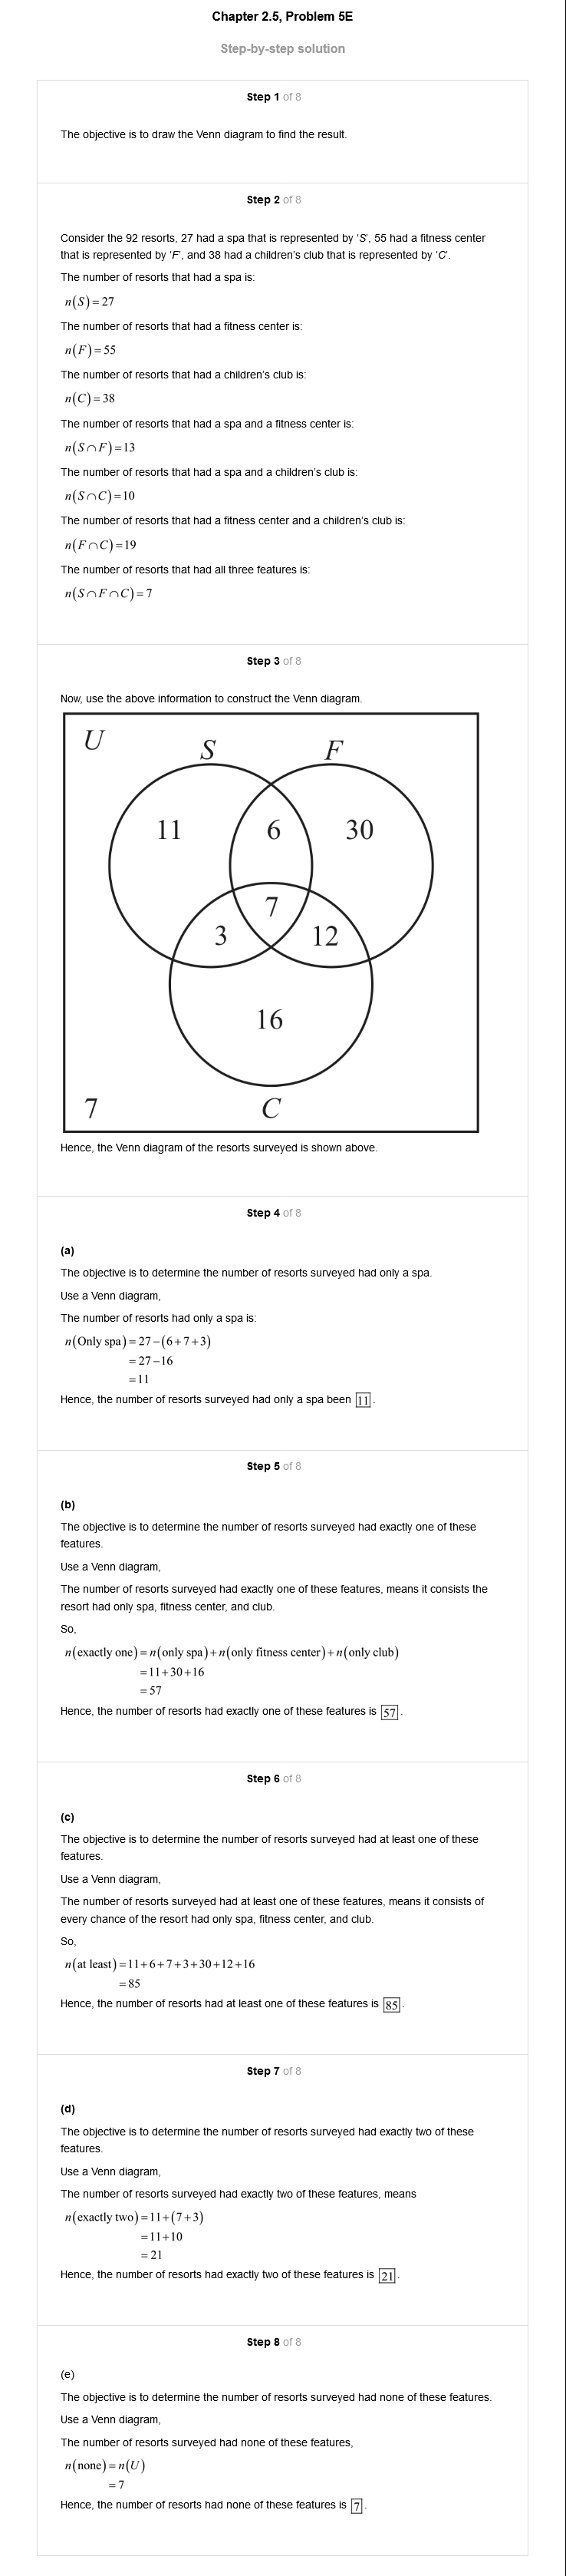 Chapter 2.5, Problem 5E
Step-by-step solution
Step 1 of 8
The objective is to draw the Venn diagram to find the result.
Step 2 of 8
Consider the 92 resorts, 27 had a spa that is represented by ‘S’, 55 had a fitness center
that is represented by ‘F’, and 38 had a children’s club that is represented by ‘C’.
The number of resorts that had a spa is:
n(S) = 27
The number of resorts that had a fitness center is:
n(F) = 55
The number of resorts that had a children’s club is:
n(C) = 38
The number of resorts that had a spa and a fitness center is:
n(S∩F) = 13
The number of resorts that had a spa and a children’s club is:
n(S∩C) = 10
The number of resorts that had a fitness center and a children’s club is:
n(F∩C) = 19
The number of resorts that had all three features is:
n(S∩F∩C) = 7
Step 3 of 8
Now, use the above information to construct the Venn diagram.
U
S F
11 6 30
7
3 12
16
7 C
Hence, the Venn diagram of the resorts surveyed is shown above.
Step 4 of 8
(a)
The objective is to determine the number of resorts surveyed had only a spa.
Use a Venn diagram,
The number of resorts had only a spa is:
n(Only spa) = 27−(6+7+3)
= 27−16
= 11
Hence, the number of resorts surveyed had only a spa been 11.
Step 5 of 8
(b)
The objective is to determine the number of resorts surveyed had exactly one of these
features.
Use a Venn diagram,
The number of resorts surveyed had exactly one of these features, means it consists the
resort had only spa, fitness center, and club.
So,
n(exactly one) = n(only spa)+n(only fitness center)+n(only club)
= 11+30+16
= 57
Hence, the number of resorts had exactly one of these features is 57.
Step 6 of 8
(c)
The objective is to determine the number of resorts surveyed had at least one of these
features.
Use a Venn diagram,
The number of resorts surveyed had at least one of these features, means it consists of
every chance of the resort had only spa, fitness center, and club.
So,
n(at least) = 11+6+7+3+30+12+16
= 85
Hence, the number of resorts had at least one of these features is 85.
Step 7 of 8
(d)
The objective is to determine the number of resorts surveyed had exactly two of these
features.
Use a Venn diagram,
The number of resorts surveyed had exactly two of these features, means
n(exactly two) = 11+(7+3)
= 11+10
= 21
Hence, the number of resorts had exactly two of these features is 21.
Step 8 of 8
(e)
The objective is to determine the number of resorts surveyed had none of these features.
Use a Venn diagram,
The number of resorts surveyed had none of these features,
n(none) = n(U)
= 7
Hence, the number of resorts had none of these features is 7.